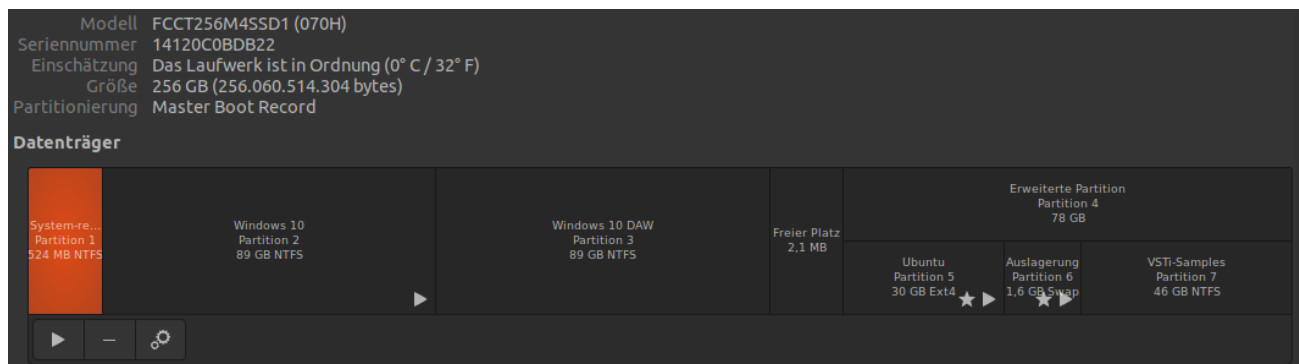 Modell FCCT256M4SSD1 (070H)
Seriennummer 14120C0BDB22
Einschätzung Das Laufwerk ist in Ordnung (0° C / 32° F)
Größe 256 GB (256.060.514.304 bytes)
Partitionierung Master Boot Record
Datenträger
System-re...
Partition 1
524 MB NTFS
Windows 10
Partition 2
89 GB NTFS
Windows 10 DAW
Partition 3
89 GB NTFS
Freier Platz
2,1 MB
Erweiterte Partition
Partition 4
78 GB
Ubuntu
Partition 5
30 GB Ext4
Auslagerung
Partition 6
1,6 GB Swap
VSTi-Samples
Partition 7
46 GB NTFS